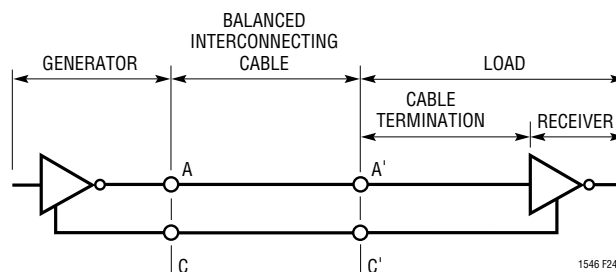 BALANCED
INTERCONNECTING
CABLE
GENERATOR
LOAD
CABLE
TERMINATION
RECEIVER
A
A'
C
C'
1546 F24